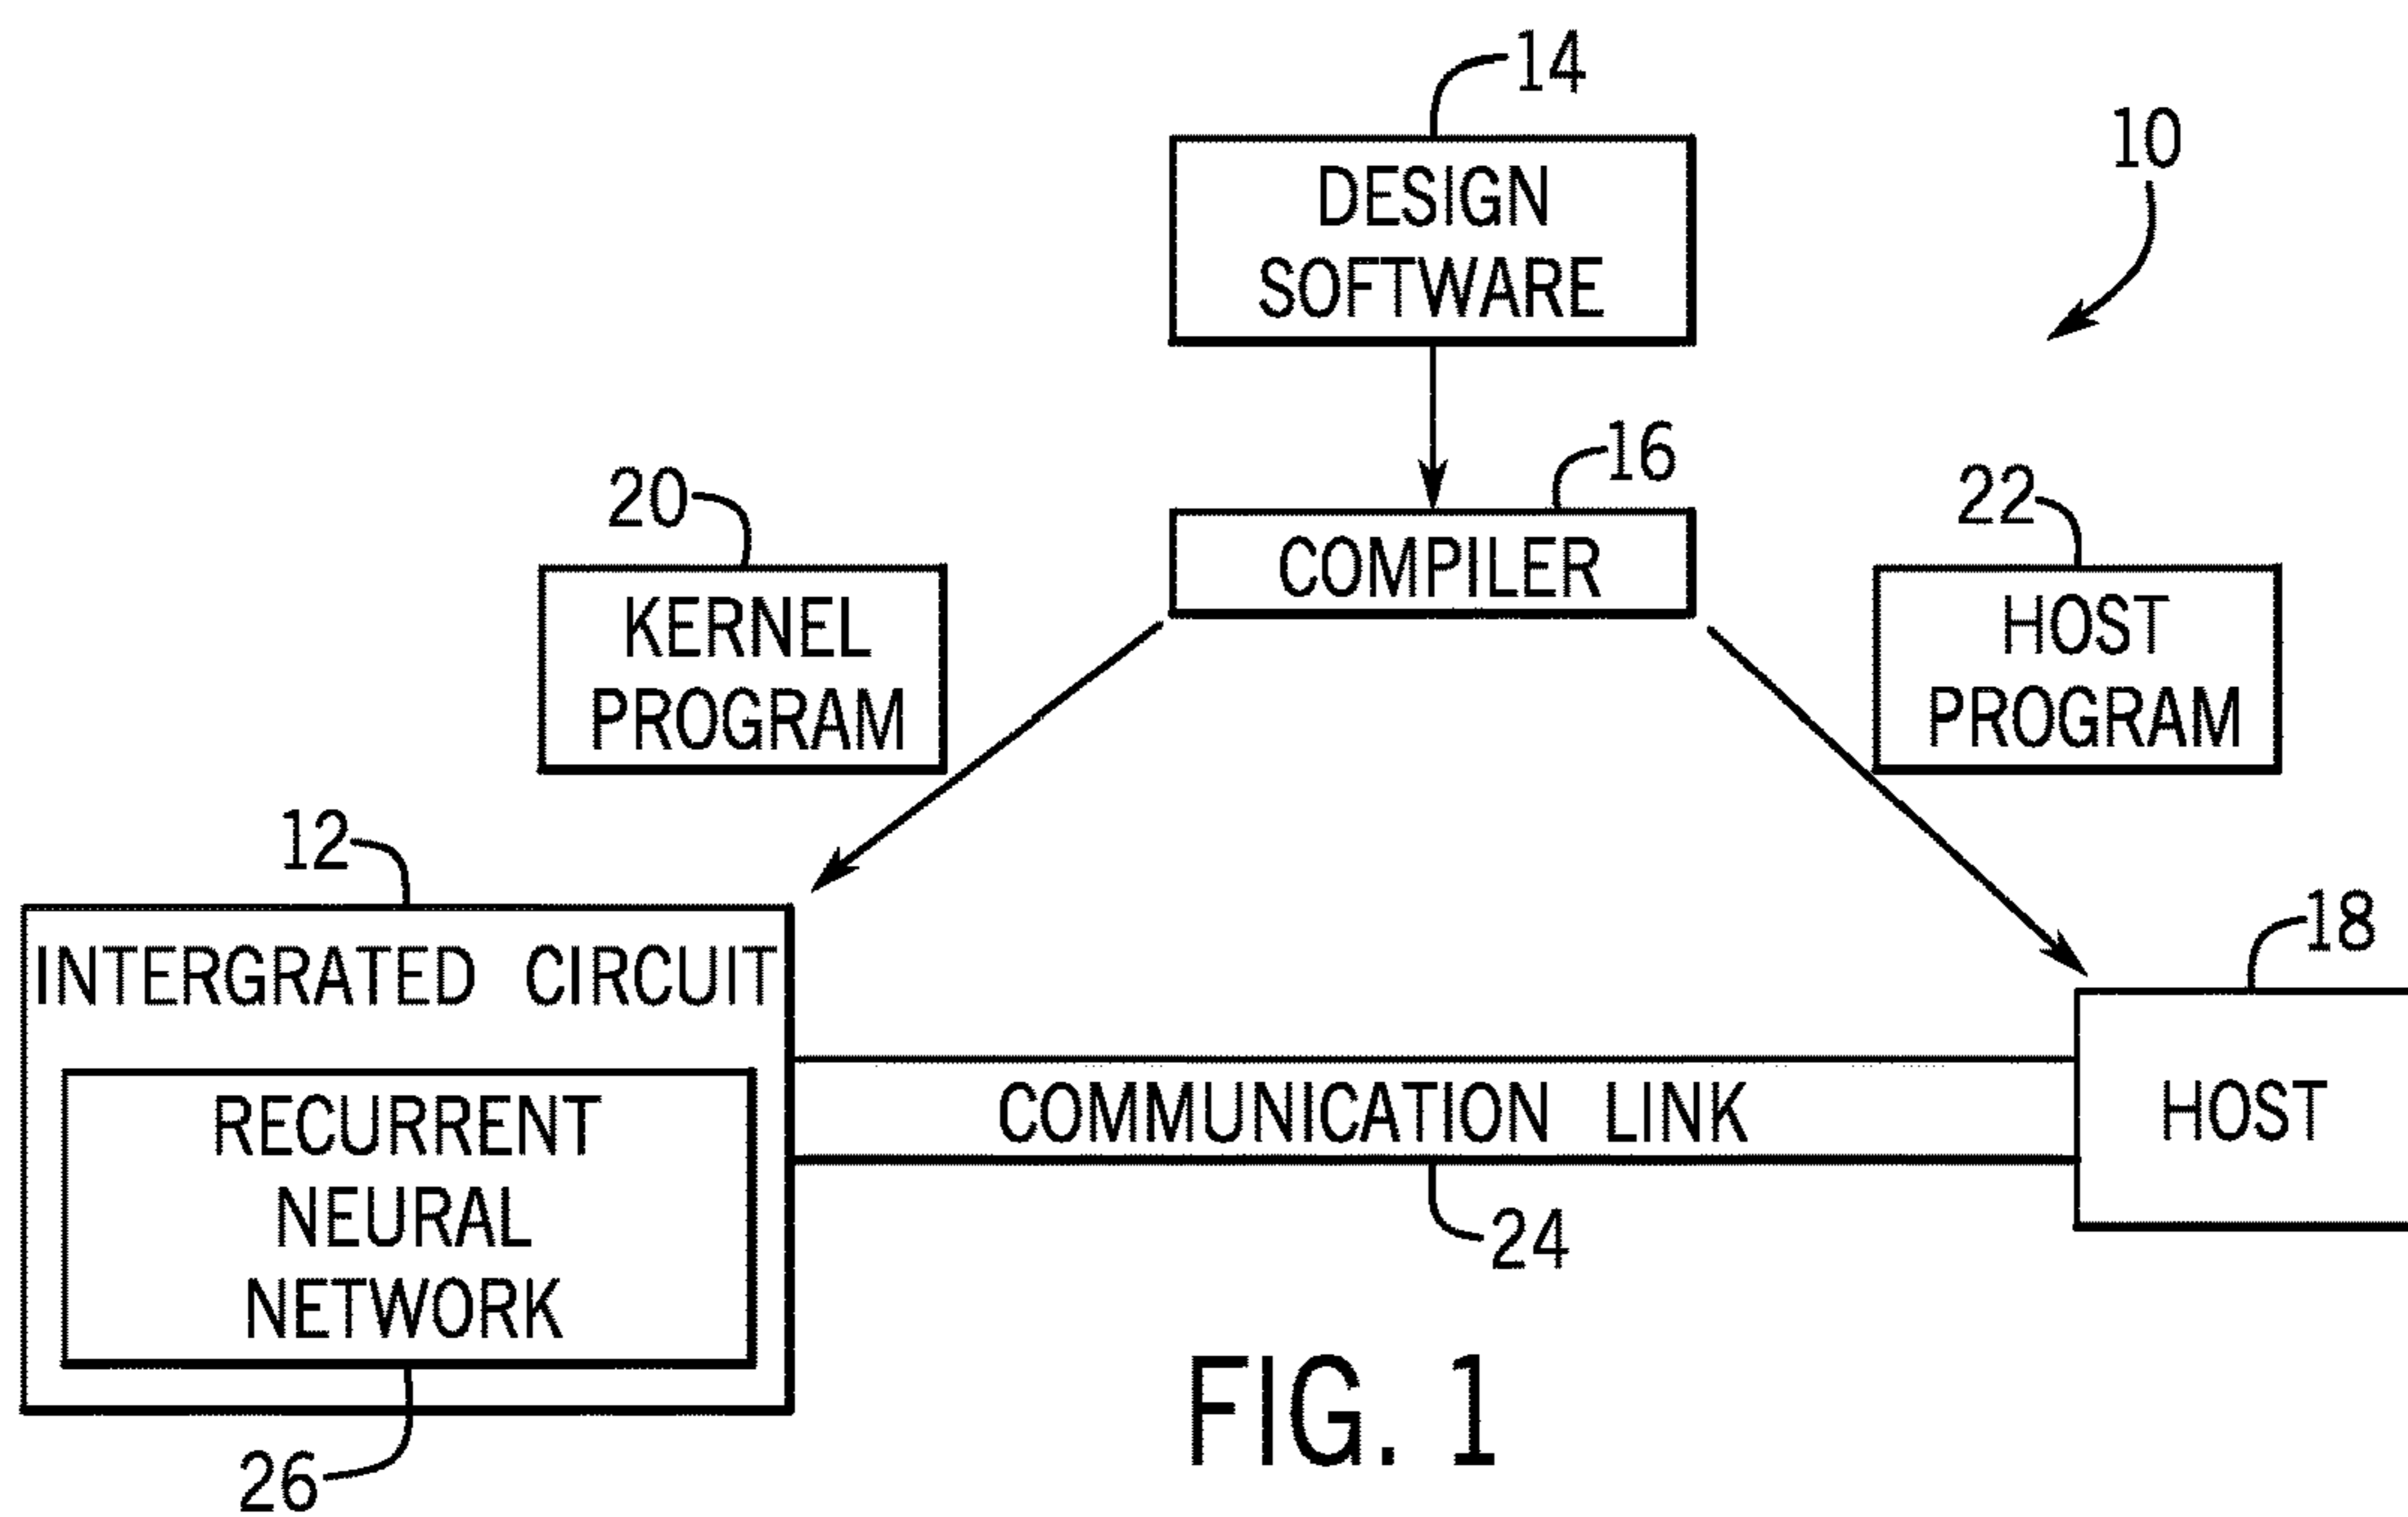 14
10
DESIGN
SOFTWARE
16
20
22
COMPILER
KERNEL
PROGRAM
HOST
PROGRAM
12
18
INTERGRATED CIRCUIT
RECURRENT
NEURAL
NETWORK
COMMUNICATION LINK
HOST
24
26
FIG. 1